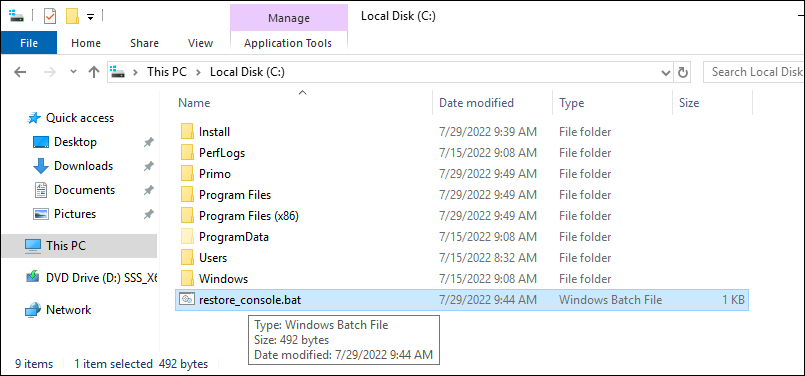 Manage Local Disk (C:)
File Application Tools
This PC Local Disk (C:) Search Local Disk
Name Date modified Type Size
Quick access
Desktop
Downloads
Documents
Pictures
This PC
DVD Drive (D:) SSS_X6
Network
Install 7/29/2022 9:39 AM File folder
PerfLogs 7/15/2022 9:08 AM File folder
Primo 7/29/2022 9:49 AM File folder
Program Files 7/29/2022 9:49 AM File folder
Program Files (x86) 7/29/2022 9:49 AM File folder
ProgramData 7/15/2022 9:08 AM File folder
Users 7/15/2022 8:32 AM File folder
Windows 7/15/2022 9:08 AM File folder
restore_console.bat 7/29/2022 9:44 AM Windows Batch File 1 KB
Type: Windows Batch File
Size: 492 bytes
Date modified: 7/29/2022 9:44 AM
9 items 1 item selected 492 bytes